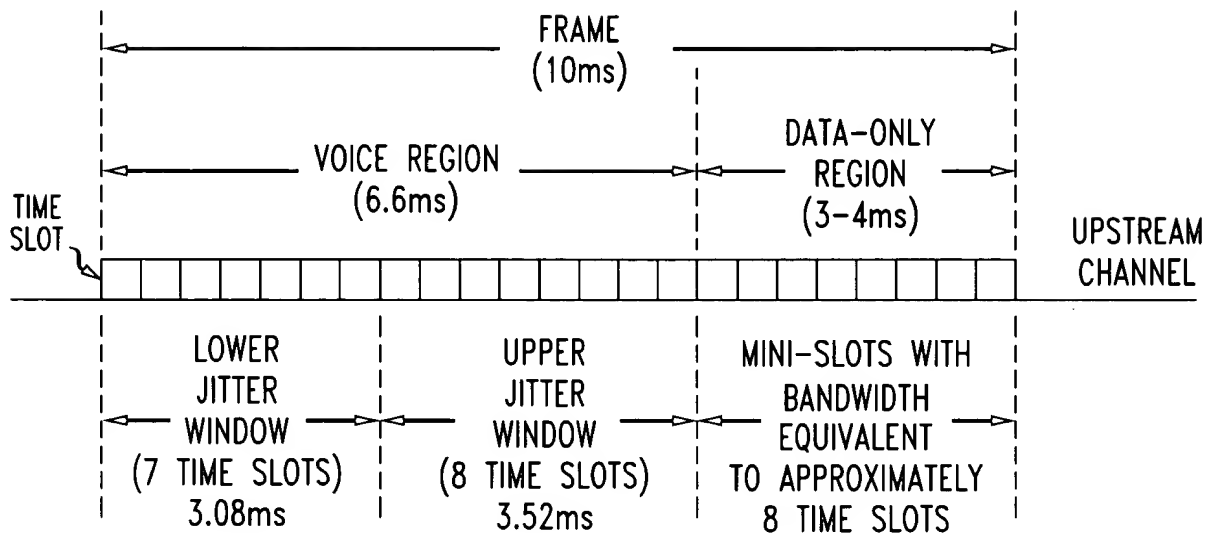 FRAME
(10ms)
VOICE REGION
(6.6ms)
DATA-ONLY
REGION
(3-4ms)
TIME
SLOT
UPSTREAM
CHANNEL
LOWER
JITTER
WINDOW
(7 TIME SLOTS)
3.08ms
UPPER
JITTER
WINDOW
(8 TIME SLOTS)
3.52ms
MINI-SLOTS WITH
BANDWIDTH
EQUIVALENT
TO APPROXIMATELY
8 TIME SLOTS